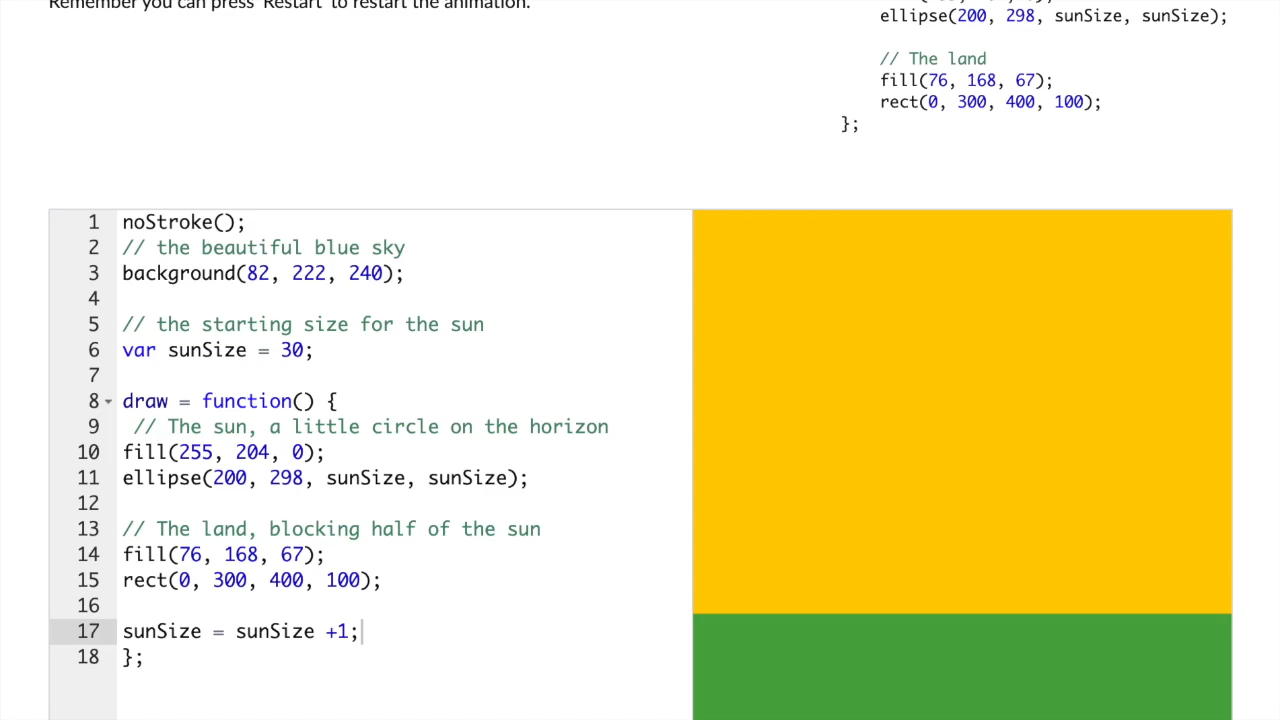 Remember you can press 'Restart' to restart the animation.
ellipse(200, 298, sunSize, sunSize);
// The land
fill(76, 168, 67);
rect(0, 300, 400, 100);
};
1 noStroke();
2 // the beautiful blue sky
3 background(82, 222, 240);
4
5 // the starting size for the sun
6 var sunSize = 30;
7
8 draw = function() {
9 // The sun, a little circle on the horizon
10 fill(255, 204, 0);
11 ellipse(200, 298, sunSize, sunSize);
12
13 // The land, blocking half of the sun
14 fill(76, 168, 67);
15 rect(0, 300, 400, 100);
16
17 sunSize = sunSize +1;
18 };